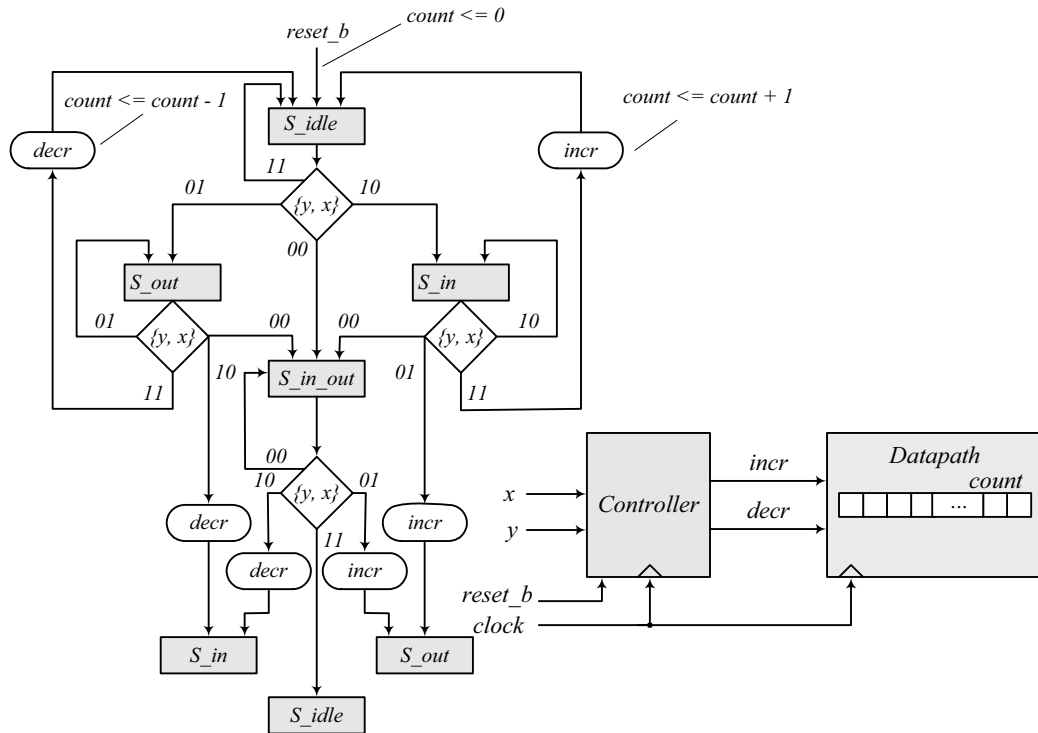 count <= 0
reset_b
count <= count - 1
count <= count + 1
S_idle
decr
incr
11
01
{y, x}
10
00
S_out
S_in
01
{y, x}
00
00
{y, x}
10
10
S_in_out
01
11
11
00
10
{y, x}
01
decr
incr
11
decr
incr
S_in
S_out
S_idle
incr
Datapath
count
x
Controller
...
y
decr
reset_b
clock